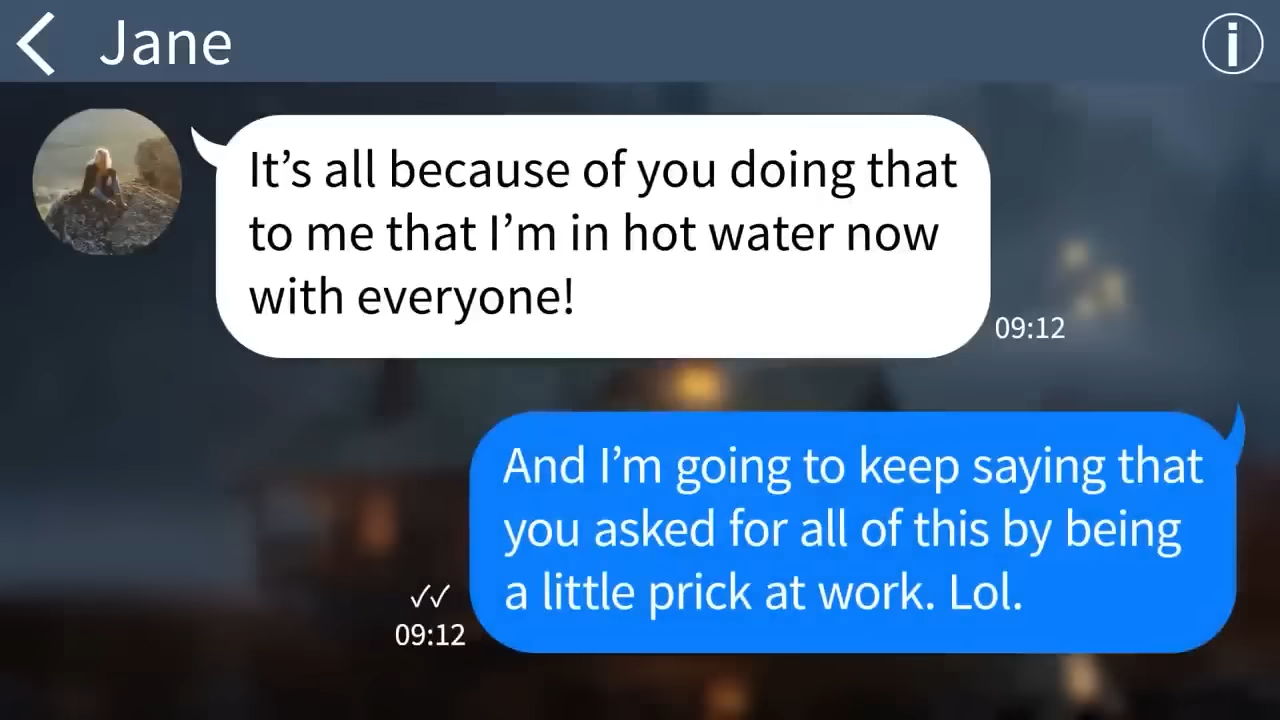 Jane
It’s all because of you doing that
to me that I’m in hot water now
with everyone!
09:12
And I’m going to keep saying that
you asked for all of this by being
a little prick at work. Lol.
✓✓
09:12